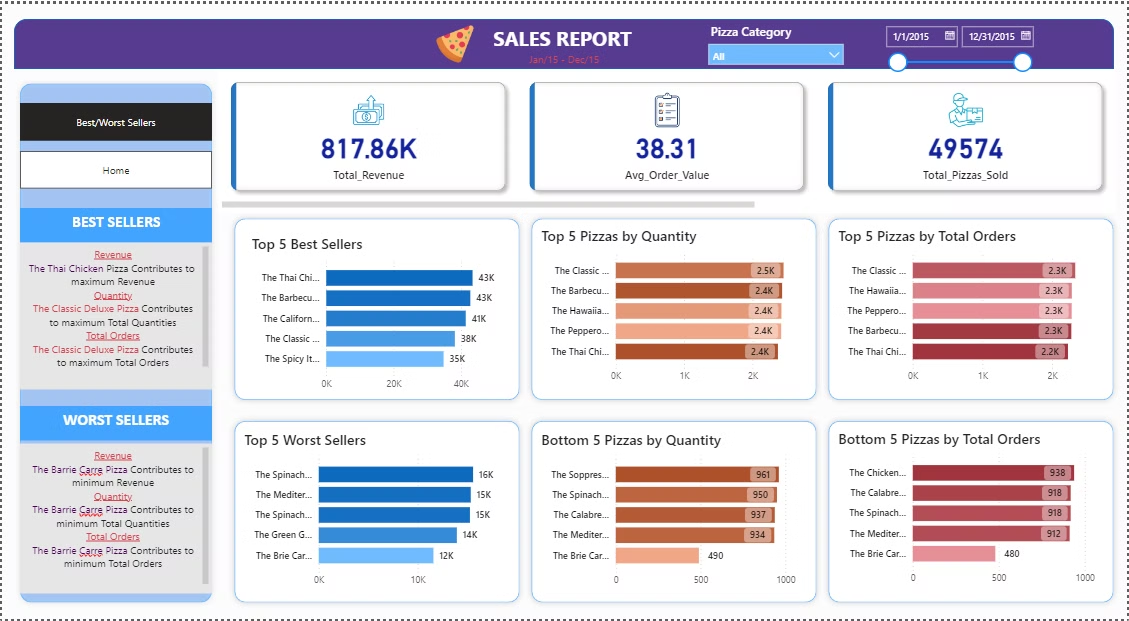 SALES REPORT
Jan/15 - Dec/15
Pizza Category
All
1/1/2015
12/31/2015
Best/Worst Sellers
Home
BEST SELLERS
Revenue
The Thai Chicken Pizza Contributes to
maximum Revenue
Quantity
The Classic Deluxe Pizza Contributes
to maximum Total Quantities
Total Orders
The Classic Deluxe Pizza Contributes
to maximum Total Orders
WORST SELLERS
Revenue
The Barrie Carre Pizza Contributes to
minimum Revenue
Quantity
The Barrie Carre Pizza Contributes to
minimum Total Quantities
Total Orders
The Barrie Carre Pizza Contributes to
minimum Total Orders
817.86K
Total_Revenue
38.31
Avg_Order_Value
49574
Total_Pizzas_Sold
Top 5 Best Sellers
The Thai Chi... 43K
The Barbecu... 43K
The Californ... 41K
The Classic ... 38K
The Spicy It... 35K
0K 20K 40K
Top 5 Pizzas by Quantity
The Classic ... 2.5K
The Barbecu... 2.4K
The Hawaiia... 2.4K
The Peppero... 2.4K
The Thai Chi... 2.4K
0K 1K 2K
Top 5 Pizzas by Total Orders
The Classic ... 2.3K
The Hawaiia... 2.3K
The Peppero... 2.3K
The Barbecu... 2.3K
The Thai Chi... 2.2K
0K 1K 2K
Top 5 Worst Sellers
The Spinach... 16K
The Mediter... 15K
The Spinach... 15K
The Green G... 14K
The Brie Car... 12K
0K 10K
Bottom 5 Pizzas by Quantity
The Soppres... 961
The Spinach... 950
The Calabre... 937
The Mediter... 934
The Brie Car... 490
0 500 1000
Bottom 5 Pizzas by Total Orders
The Chicken... 938
The Calabre... 918
The Spinach... 918
The Mediter... 912
The Brie Car... 480
0 500 1000